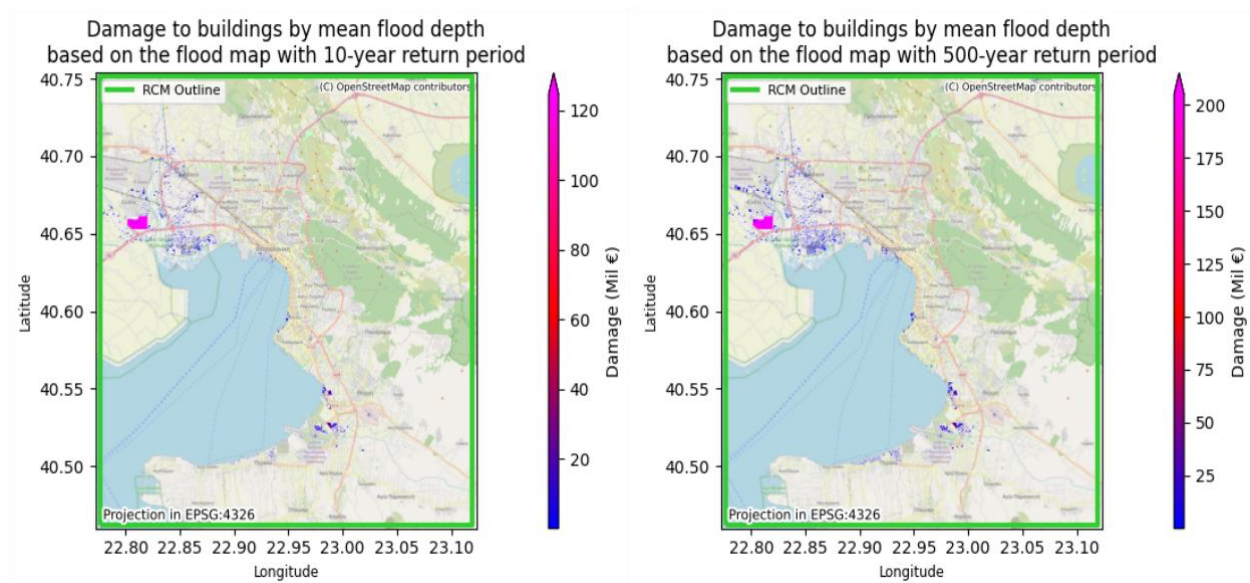 Damage to buildings by mean flood depth
based on the flood map with 10-year return period
RCM Outline
(C) OpenStreetMap contributors
40.75
40.70
40.65
40.60
40.55
40.50
Latitude
Projection in EPSG:4326
22.80 22.85 22.90 22.95 23.00 23.05 23.10
Longitude
120
100
80
60
40
20
Damage (Mil €)
Damage to buildings by mean flood depth
based on the flood map with 500-year return period
RCM Outline
(C) OpenStreetMap contributors
40.75
40.70
40.65
40.60
40.55
40.50
Latitude
Projection in EPSG:4326
22.80 22.85 22.90 22.95 23.00 23.05 23.10
Longitude
200
175
150
125
100
75
50
25
Damage (Mil €)